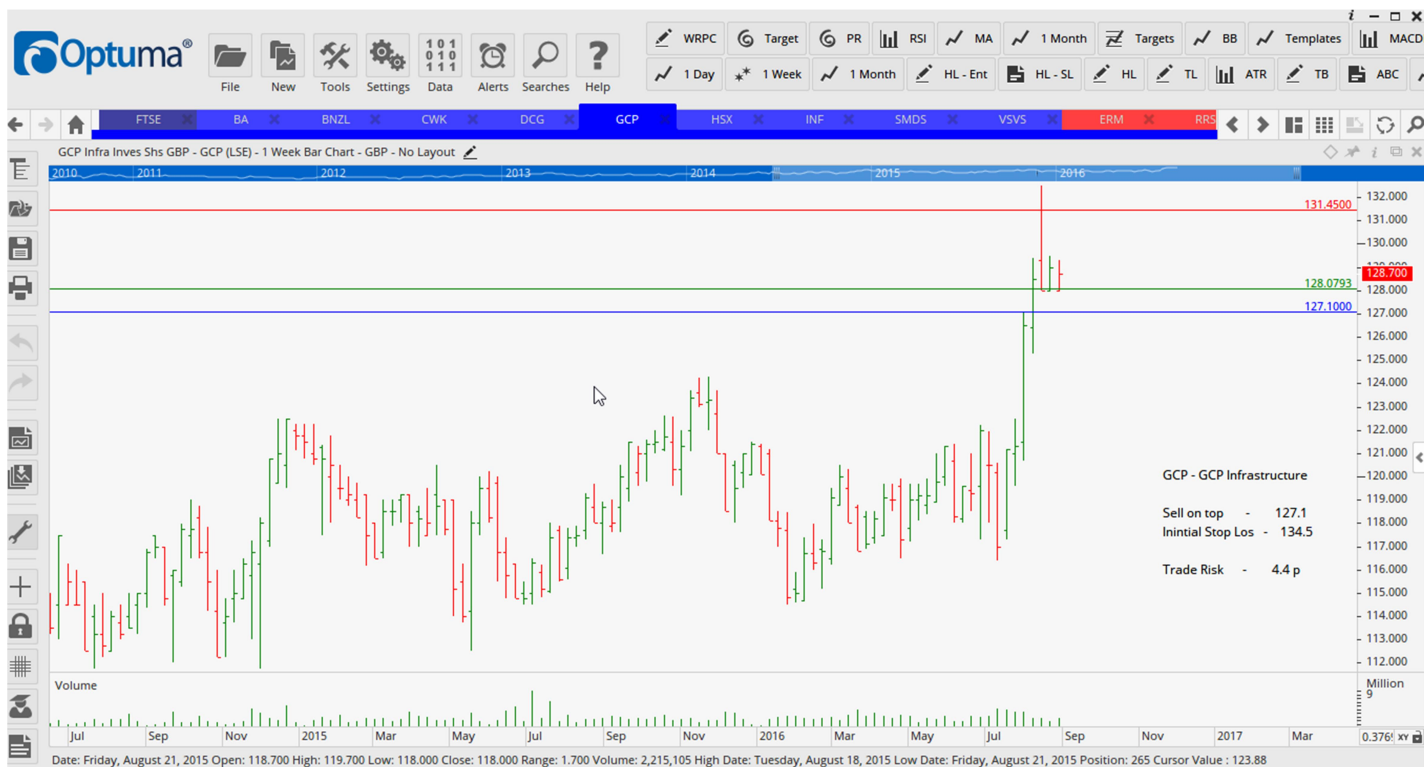 Optuma®
File
New
Tools
Settings
101
010
111
Data
Alerts
Searches
?
Help
WRPC
Target
PR
RSI
MA
1 Month
Targets
BB
Templates
MACD
1 Day
1 Week
1 Month
HL - Ent
HL - SL
HL
TL
ATR
TB
ABC
FTSE
BA
BNZL
CWK
DCG
GCP
HSX
INF
SMDS
VSVS
ERM
RRS
GCP Infra Inves Shs GBP - GCP (LSE) - 1 Week Bar Chart - GBP - No Layout
2010
2011
2012
2013
2014
2015
2016
131.4500
128.0793
127.1000
132.000
131.000
130.000
128.700
128.000
127.000
126.000
125.000
124.000
123.000
122.000
121.000
120.000
119.000
118.000
117.000
116.000
115.000
114.000
113.000
112.000
GCP - GCP Infrastructure
Sell on top - 127.1
Inintial Stop Los - 134.5
Trade Risk - 4.4 p
Volume
Million
9
Jul
Sep
Nov
2015
Mar
May
Jul
Sep
Nov
2016
Mar
May
Jul
Sep
Nov
2017
Mar
XY
Date: Friday, August 21, 2015 Open: 118.700 High: 119.700 Low: 118.000 Close: 118.000 Range: 1.700 Volume: 2,215,105 High Date: Tuesday, August 18, 2015 Low Date: Friday, August 21, 2015 Position: 265 Cursor Value : 123.88